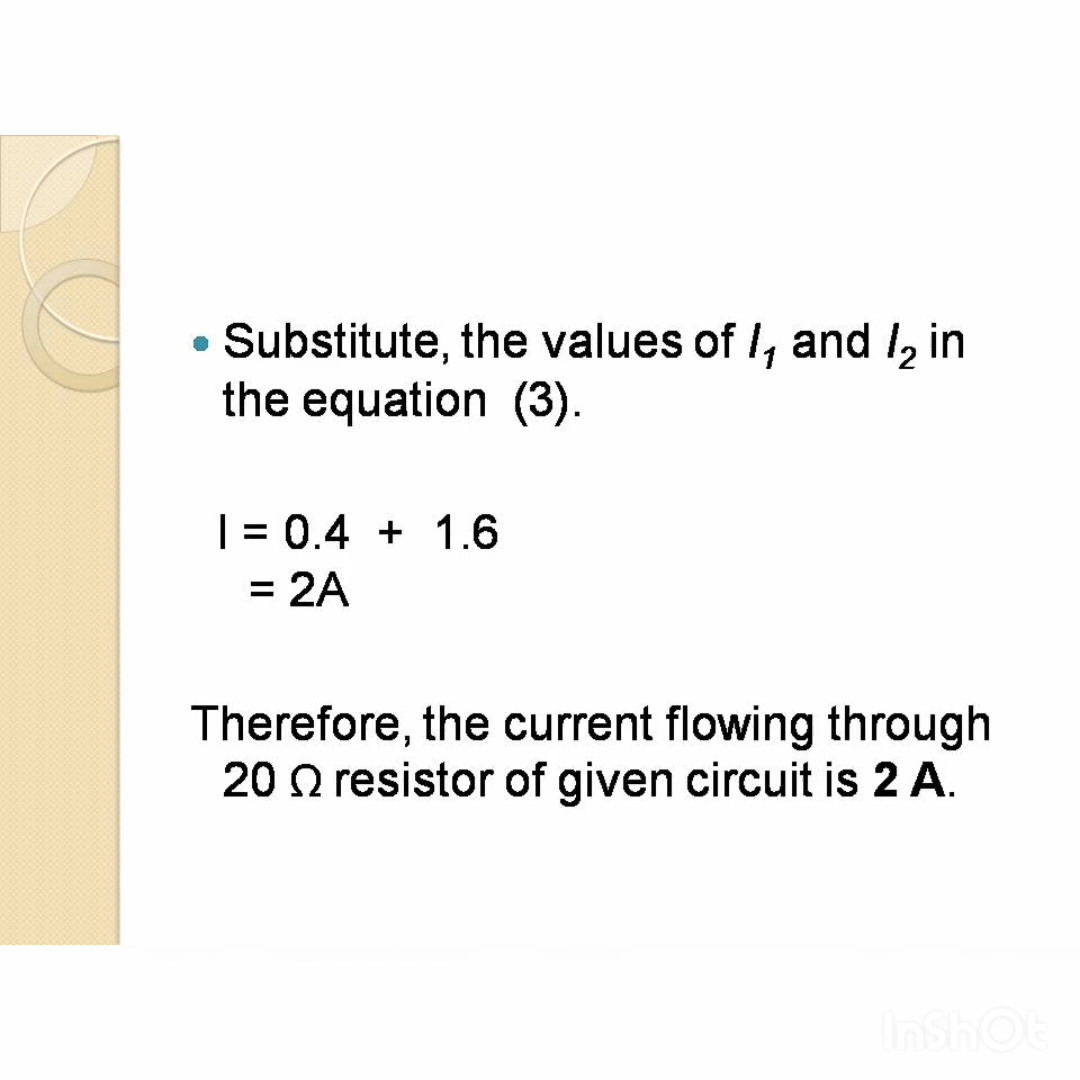 Substitute, the values of I₁ and I₂ in
the equation (3).
I = 0.4 + 1.6
= 2A
Therefore, the current flowing through
20 Ω resistor of given circuit is 2 A.
InShOt